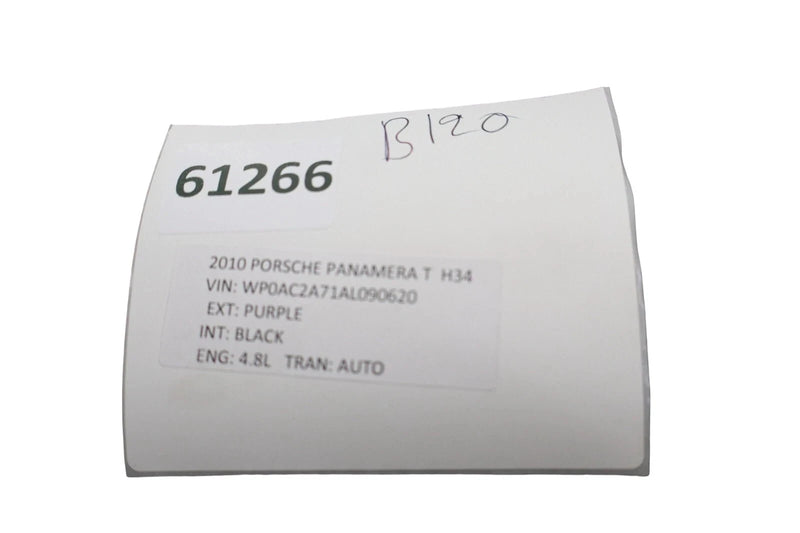 B120
61266
2010 PORSCHE PANAMERA T H34
VIN: WP0AC2A71AL090620
EXT: PURPLE
INT: BLACK
ENG: 4.8L TRAN: AUTO